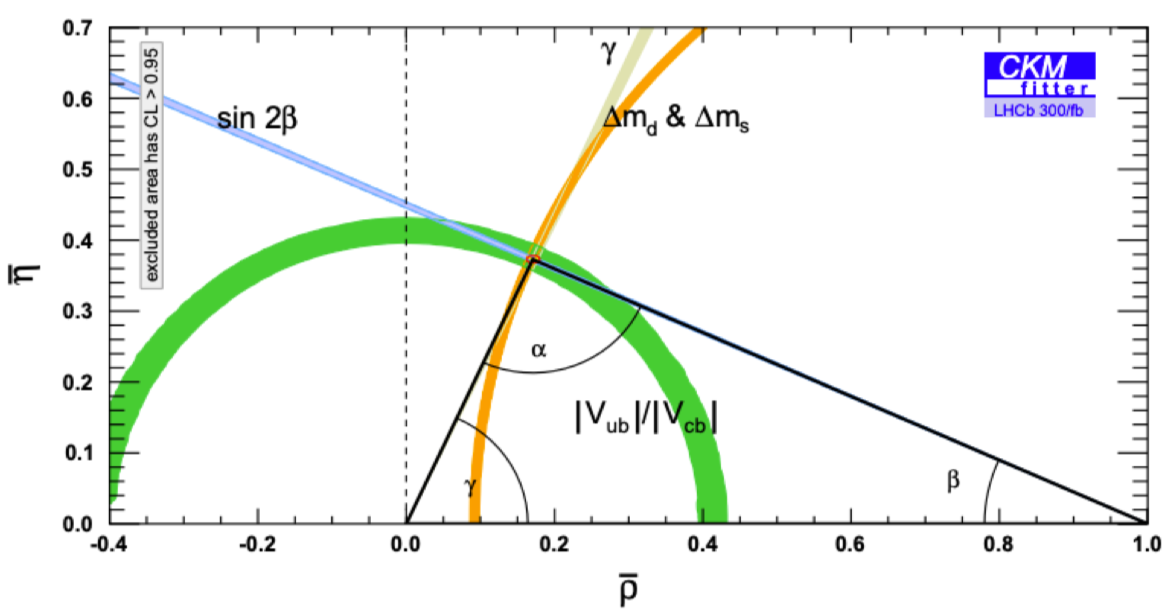 0.7
0.6
0.5
0.4
0.3
0.2
0.1
0.0
η̄
excluded area has CL > 0.95
sin 2β
γ
Δm_d & Δm_s
CKM
fitter
LHCb 300/fb
α
|V_ub|/|V_cb|
γ
β
-0.4 -0.2 0.0 0.2 0.4 0.6 0.8 1.0
ρ̄